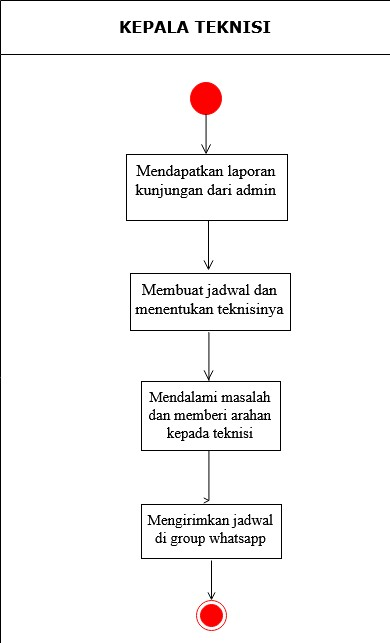 KEPALA TEKNISI
Mendapatkan laporan
kunjungan dari admin
Membuat jadwal dan
menentukan teknisinya
Mendalami masalah
dan memberi arahan
kepada teknisi
Mengirimkan jadwal
di group whatsapp